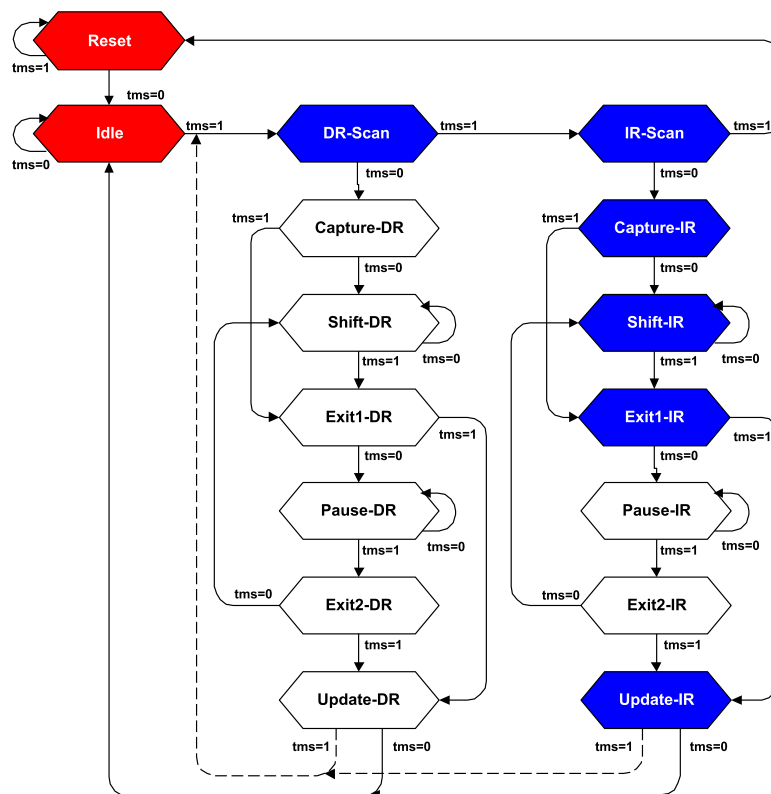 Reset
tms=1
tms=0
Idle
tms=1
DR-Scan
tms=1
IR-Scan
tms=1
tms=0
tms=0
tms=0
tms=1
Capture-DR
tms=1
Capture-IR
tms=0
tms=0
Shift-DR
Shift-IR
tms=1
tms=0
tms=1
tms=0
Exit1-DR
tms=1
Exit1-IR
tms=1
tms=0
tms=0
Pause-DR
Pause-IR
tms=1
tms=0
tms=1
tms=0
tms=0
Exit2-DR
tms=0
Exit2-IR
tms=1
tms=1
Update-DR
Update-IR
tms=1
tms=0
tms=1
tms=0